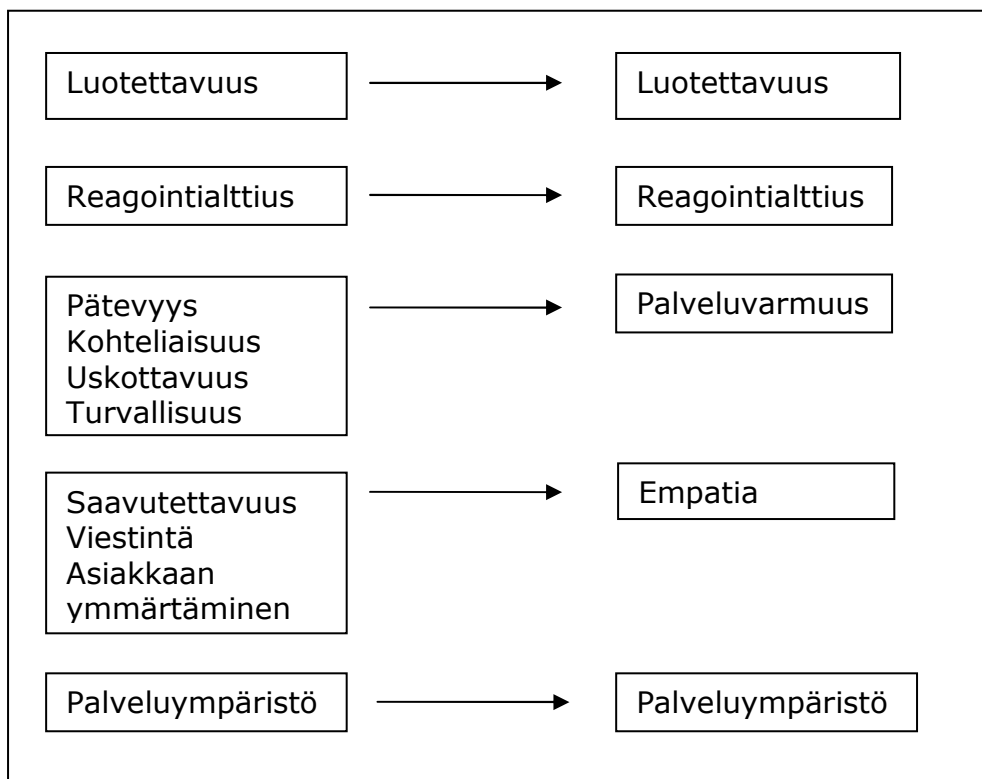 Luotettavuus
Luotettavuus
Reagointialttius
Reagointialttius
Pätevyys
Kohteliaisuus
Uskottavuus
Turvallisuus
Palveluvarmuus
Saavutettavuus
Viestintä
Asiakkaan
ymmärtäminen
Empatia
Palveluympäristö
Palveluympäristö